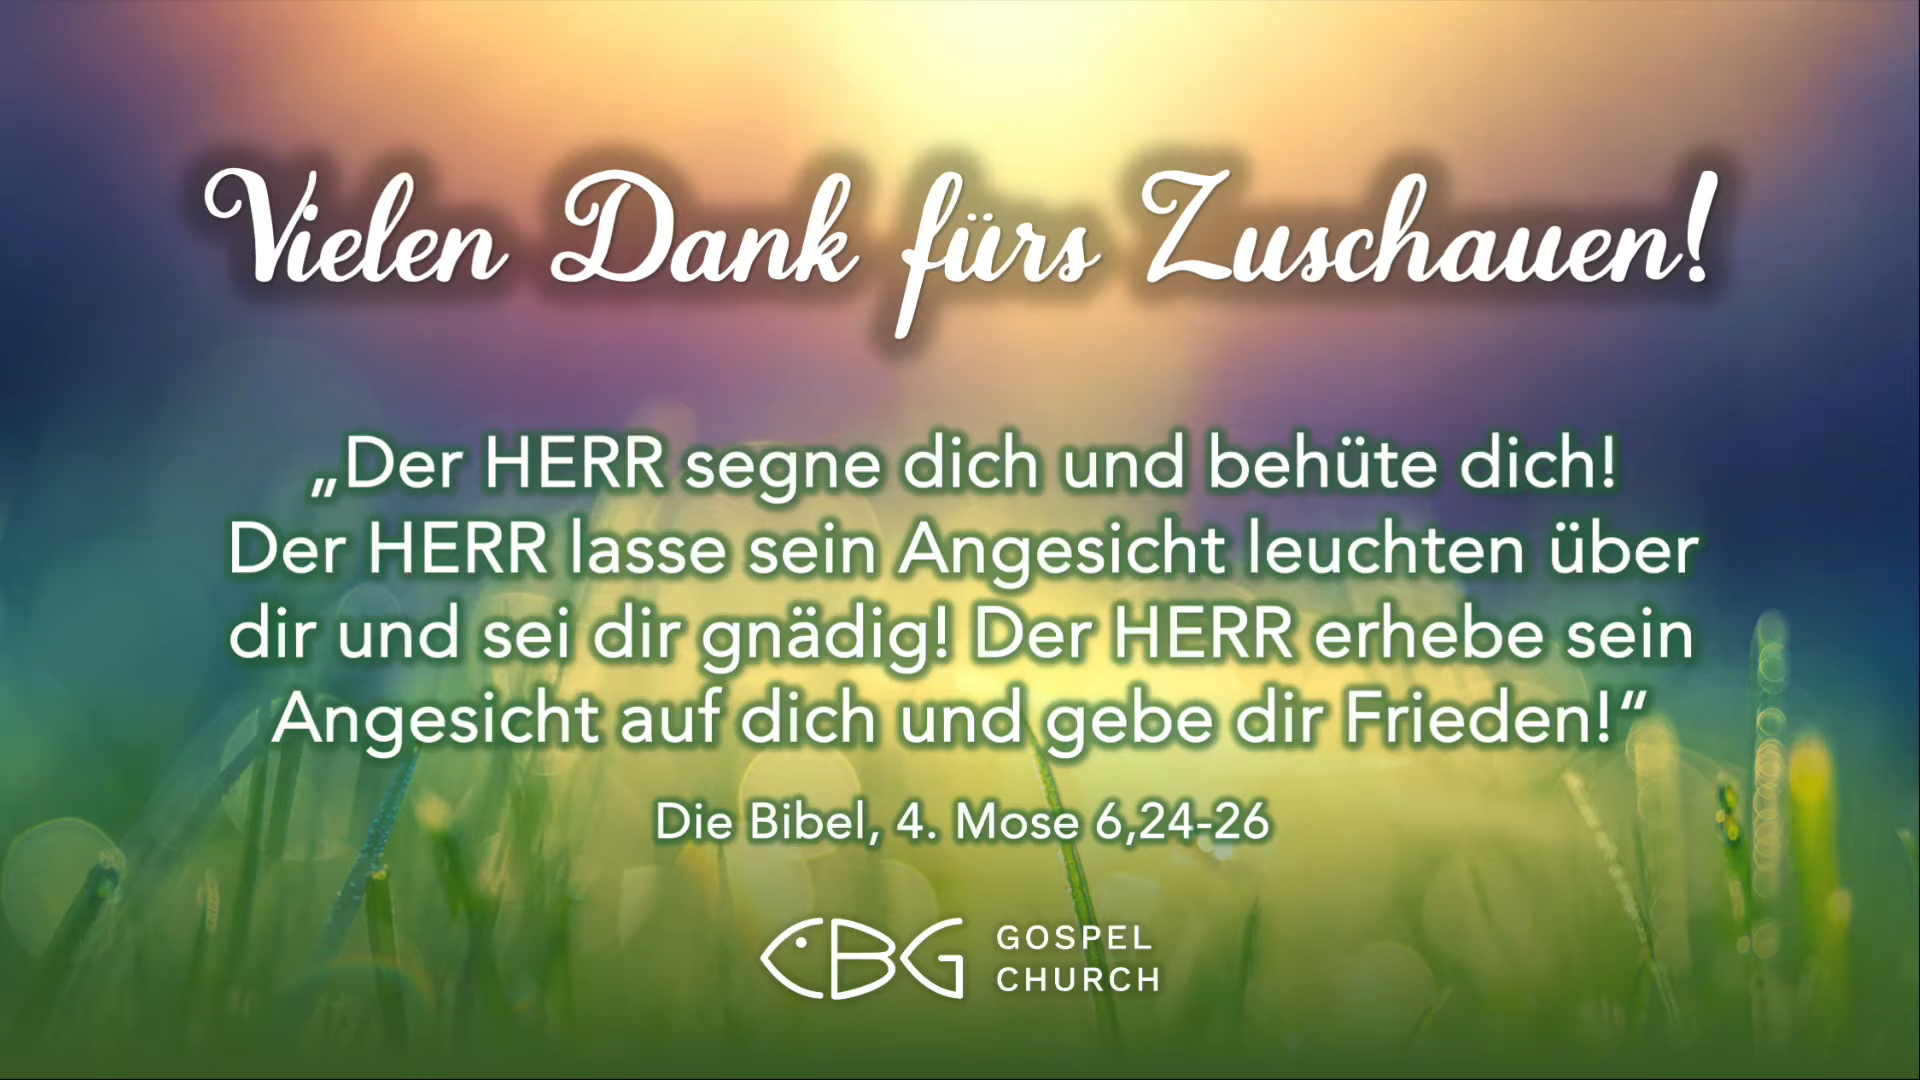 Vielen Dank fürs Zuschauen!
„Der HERR segne dich und behüte dich!
Der HERR lasse sein Angesicht leuchten über
dir und sei dir gnädig! Der HERR erhebe sein
Angesicht auf dich und gebe dir Frieden!“
Die Bibel, 4. Mose 6,24-26
CBG GOSPEL
CHURCH